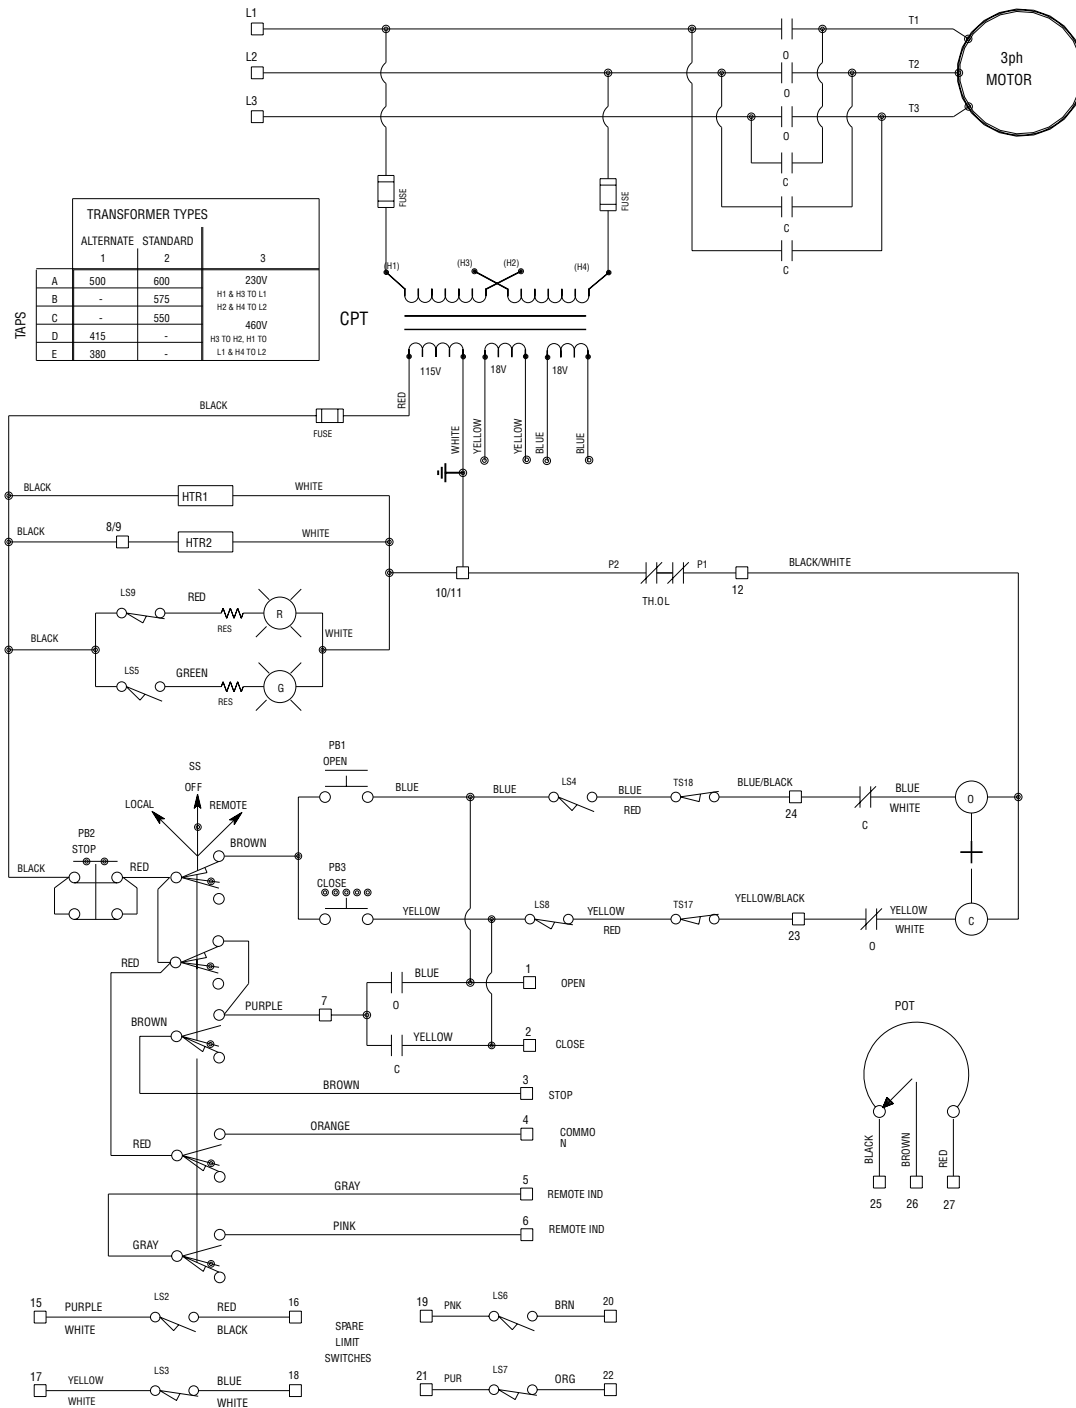 L1
T1
O
L2
T2
3ph
MOTOR
O
L3
T3
O
C
C
C
FUSE
FUSE
TRANSFORMER TYPES
ALTERNATE STANDARD
1 2 3
TAPS
A 500 600
B - 575
C - 550
D 415 -
E 380 -
230V
H1 & H3 TO L1
H2 & H4 TO L2
460V
H3 TO H2, H1 TO
L1 & H4 TO L2
(H1)
(H3)
(H2)
(H4)
CPT
115V
18V
18V
BLACK
FUSE
RED
WHITE
YELLOW
YELLOW
BLUE
BLUE
BLACK
HTR1
WHITE
BLACK
8/9
HTR2
WHITE
10/11
P2
P1
TH.OL
12
BLACK/WHITE
LS9
RED
RES
R
BLACK
WHITE
LS5
GREEN
RES
G
SS
OFF
LOCAL
REMOTE
PB1
OPEN
BLUE
BLUE
LS4
BLUE
RED
TS18
BLUE/BLACK
24
C
BLUE
WHITE
O
PB2
STOP
BLACK
RED
BROWN
PB3
CLOSE
YELLOW
LS8
YELLOW
RED
TS17
YELLOW/BLACK
23
O
YELLOW
WHITE
C
RED
BLUE
O
1
OPEN
PURPLE
7
BROWN
YELLOW
C
2
CLOSE
BROWN
3
STOP
RED
ORANGE
4
COMMO
N
GRAY
5
REMOTE IND
GRAY
PINK
6
REMOTE IND
POT
BLACK
BROWN
RED
25
26
27
15
PURPLE
WHITE
LS2
RED
BLACK
16
SPARE
LIMIT
SWITCHES
19
PNK
LS6
BRN
20
17
YELLOW
WHITE
LS3
BLUE
WHITE
18
21
PUR
LS7
ORG
22